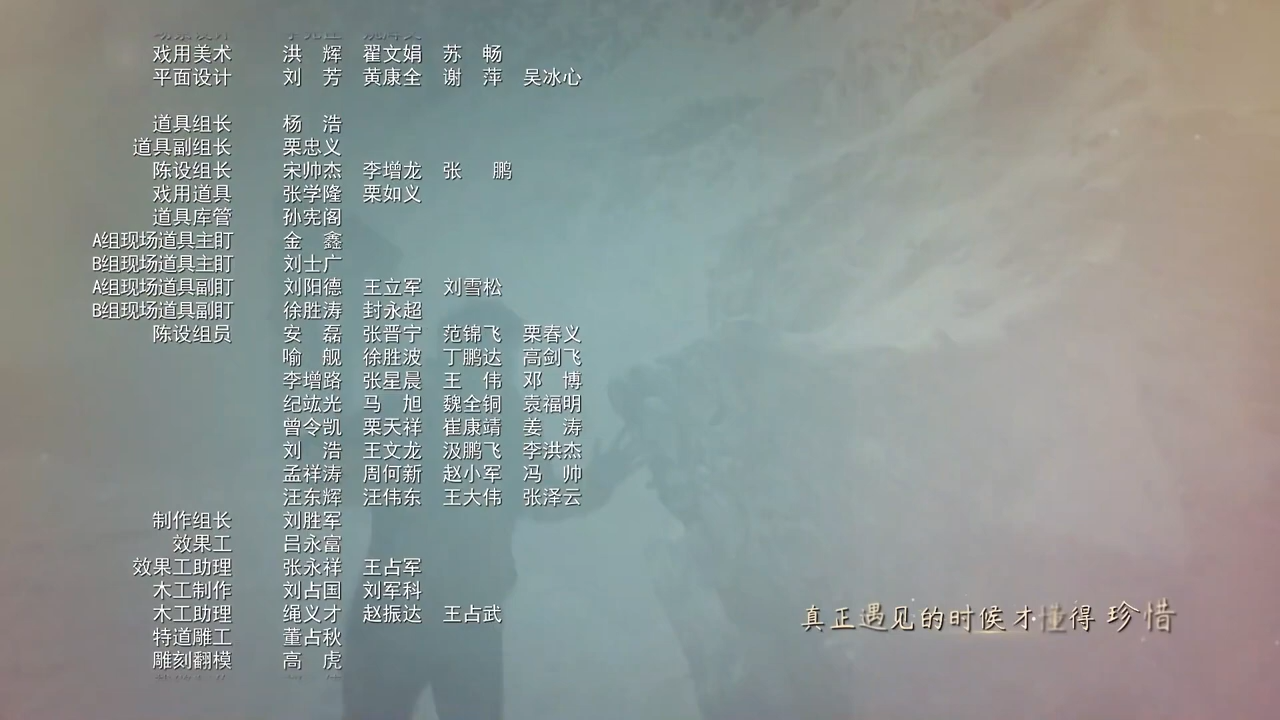 戏用美术 洪 辉 翟文娟 苏 畅
平面设计 刘 芳 黄康全 谢 萍 吴冰心
道具组长 杨 浩
道具副组长 栗忠义
陈设组长 宋帅杰 李增龙 张 鹏
戏用道具 张学隆 栗如义
道具库管 孙宪阁
A组现场道具主盯 金 鑫
B组现场道具主盯 刘士广
A组现场道具副盯 刘阳德 王立军 刘雪松
B组现场道具副盯 徐胜涛 封永超
陈设组员 安 磊 张晋宁 范锦飞 栗春义
喻 舰 徐胜波 丁鹏达 高剑飞
李增路 张星晨 王 伟 邓 博
纪竑光 马 旭 魏全铜 袁福明
曾令凯 栗天祥 崔康靖 姜 涛
刘 浩 王文龙 汲鹏飞 李洪杰
孟祥涛 周何新 赵小军 冯 帅
汪东辉 汪伟东 王大伟 张泽云
制作组长 刘胜军
效果工 吕永富
效果工助理 张永祥 王占军
木工制作 刘占国 刘军科
木工助理 绳义才 赵振达 王占武
特道雕工 董占秋
雕刻翻模 高 虎
真正遇见的时候才懂得 珍惜